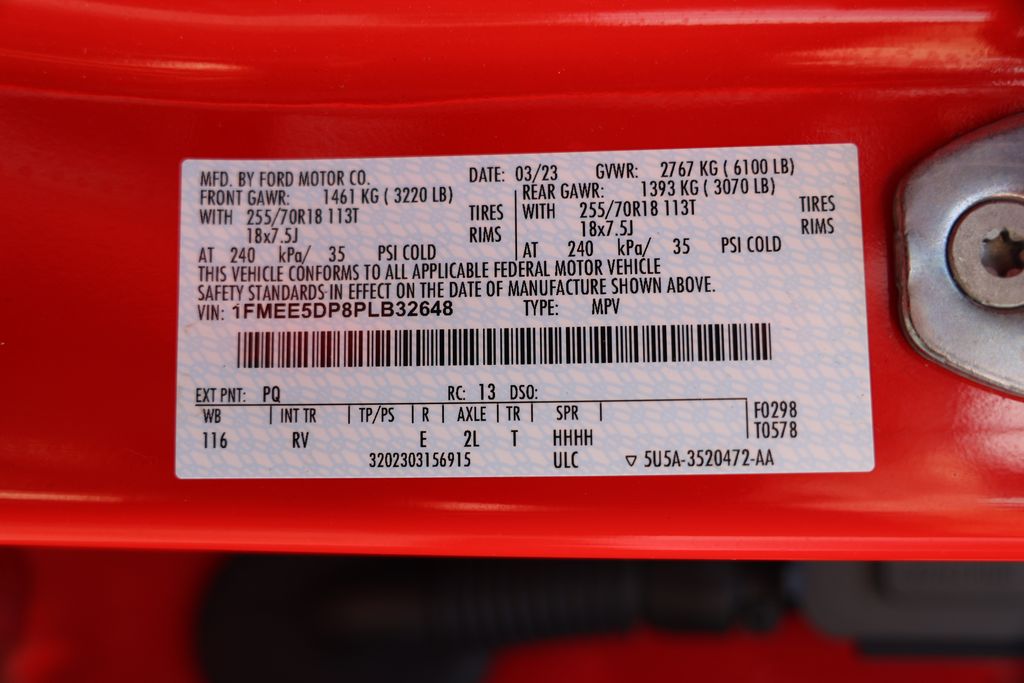 MFD. BY FORD MOTOR CO. DATE: 03/23 GVWR: 2767 KG ( 6100 LB)
FRONT GAWR: 1461 KG ( 3220 LB) REAR GAWR: 1393 KG ( 3070 LB)
WITH 255/70R18 113T TIRES WITH 255/70R18 113T TIRES
18x7.5J RIMS 18x7.5J RIMS
AT 240 kPa/ 35 PSI COLD AT 240 kPa/ 35 PSI COLD
THIS VEHICLE CONFORMS TO ALL APPLICABLE FEDERAL MOTOR VEHICLE
SAFETY STANDARDS IN EFFECT ON THE DATE OF MANUFACTURE SHOWN ABOVE.
VIN: 1FMEE5DP8PLB32648 TYPE: MPV
EXT PNT: PQ RC: 13 DSO:
WB INT TR TP/PS R AXLE TR SPR F0298
116 RV E 2L T HHHH T0578
3202303156915 ULC ▽ 5U5A-3520472-AA